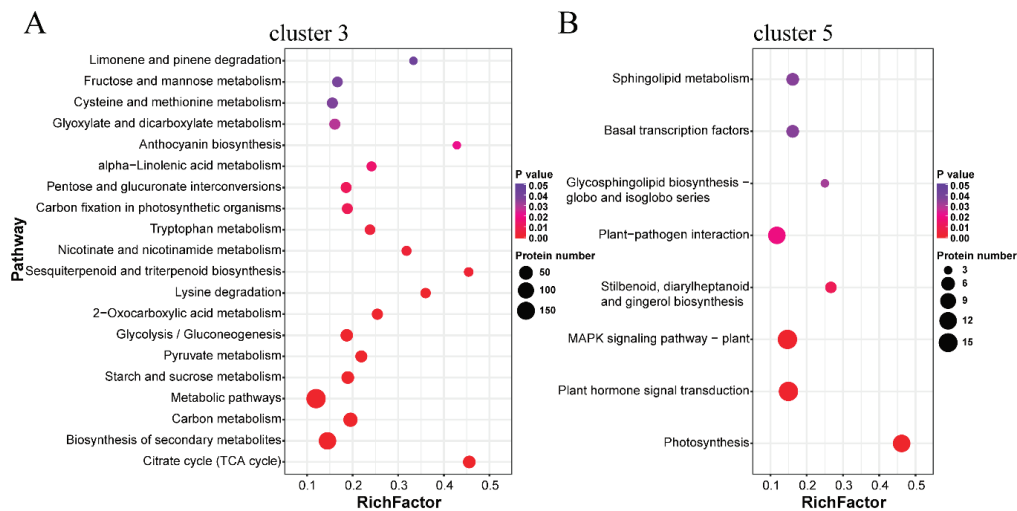 A
cluster 3
Pathway
Limonene and pinene degradation
Fructose and mannose metabolism
Cysteine and methionine metabolism
Glyoxylate and dicarboxylate metabolism
Anthocyanin biosynthesis
alpha−Linolenic acid metabolism
Pentose and glucuronate interconversions
Carbon fixation in photosynthetic organisms
Tryptophan metabolism
Nicotinate and nicotinamide metabolism
Sesquiterpenoid and triterpenoid biosynthesis
Lysine degradation
2−Oxocarboxylic acid metabolism
Glycolysis / Gluconeogenesis
Pyruvate metabolism
Starch and sucrose metabolism
Metabolic pathways
Carbon metabolism
Biosynthesis of secondary metabolites
Citrate cycle (TCA cycle)
0.1 0.2 0.3 0.4 0.5
RichFactor
P value
0.05
0.04
0.03
0.02
0.01
0.00
Protein number
50
100
150
B
cluster 5
Sphingolipid metabolism
Basal transcription factors
Glycosphingolipid biosynthesis −
globo and isoglobo series
Plant−pathogen interaction
Stilbenoid, diarylheptanoid
and gingerol biosynthesis
MAPK signaling pathway − plant
Plant hormone signal transduction
Photosynthesis
0.1 0.2 0.3 0.4 0.5
RichFactor
P value
0.05
0.04
0.03
0.02
0.01
0.00
Protein number
3
6
9
12
15